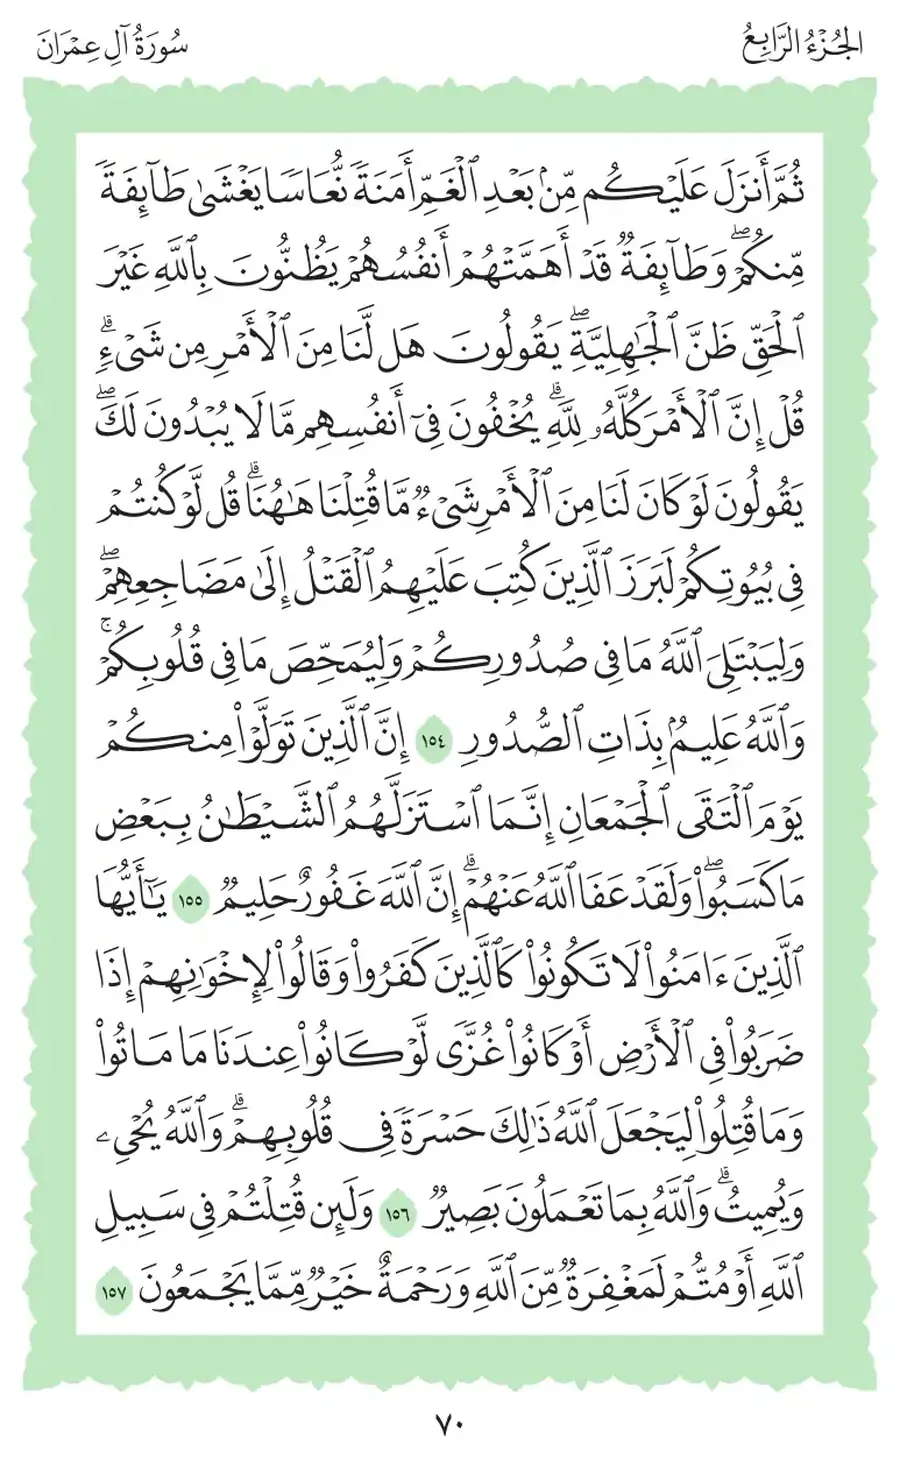 الجُزْءُ الرَّابِعُ
سُورَةُ آلِ عِمْرَانَ
ثُمَّ أَنزَلَ عَلَيْكُم مِّنۢ بَعْدِ ٱلْغَمِّ أَمَنَةً نُّعَاسًا يَغْشَىٰ طَآئِفَةً
مِّنكُمْۖ وَطَآئِفَةٌ قَدْ أَهَمَّتْهُمْ أَنفُسُهُمْ يَظُنُّونَ بِٱللَّهِ غَيْرَ
ٱلْحَقِّ ظَنَّ ٱلْجَٰهِلِيَّةِۖ يَقُولُونَ هَل لَّنَا مِنَ ٱلْأَمْرِ مِن شَىْءٍۗ
قُلْ إِنَّ ٱلْأَمْرَ كُلَّهُۥ لِلَّهِۗ يُخْفُونَ فِىٓ أَنفُسِهِم مَّا لَا يُبْدُونَ لَكَۖ
يَقُولُونَ لَوْ كَانَ لَنَا مِنَ ٱلْأَمْرِ شَىْءٌ مَّا قُتِلْنَا هَٰهُنَاۗ قُل لَّوْ كُنتُمْ
فِى بُيُوتِكُمْ لَبَرَزَ ٱلَّذِينَ كُتِبَ عَلَيْهِمُ ٱلْقَتْلُ إِلَىٰ مَضَاجِعِهِمْۖ
وَلِيَبْتَلِىَ ٱللَّهُ مَا فِى صُدُورِكُمْ وَلِيُمَحِّصَ مَا فِى قُلُوبِكُمْۚ
وَٱللَّهُ عَلِيمٌۢ بِذَاتِ ٱلصُّدُورِ ١٥٤ إِنَّ ٱلَّذِينَ تَوَلَّوْا۟ مِنكُمْ
يَوْمَ ٱلْتَقَى ٱلْجَمْعَانِ إِنَّمَا ٱسْتَزَلَّهُمُ ٱلشَّيْطَٰنُ بِبَعْضِ
مَا كَسَبُوا۟ۖ وَلَقَدْ عَفَا ٱللَّهُ عَنْهُمْۗ إِنَّ ٱللَّهَ غَفُورٌ حَلِيمٌ ١٥٥ يَٰٓأَيُّهَا
ٱلَّذِينَ ءَامَنُوا۟ لَا تَكُونُوا۟ كَٱلَّذِينَ كَفَرُوا۟ وَقَالُوا۟ لِإِخْوَٰنِهِمْ إِذَا
ضَرَبُوا۟ فِى ٱلْأَرْضِ أَوْ كَانُوا۟ غُزًّى لَّوْ كَانُوا۟ عِندَنَا مَا مَاتُوا۟
وَمَا قُتِلُوا۟ لِيَجْعَلَ ٱللَّهُ ذَٰلِكَ حَسْرَةً فِى قُلُوبِهِمْۗ وَٱللَّهُ يُحْىِۦ
وَيُمِيتُۗ وَٱللَّهُ بِمَا تَعْمَلُونَ بَصِيرٌ ١٥٦ وَلَئِن قُتِلْتُمْ فِى سَبِيلِ
ٱللَّهِ أَوْ مُتُّمْ لَمَغْفِرَةٌ مِّنَ ٱللَّهِ وَرَحْمَةٌ خَيْرٌ مِّمَّا يَجْمَعُونَ ١٥٧
٧٠